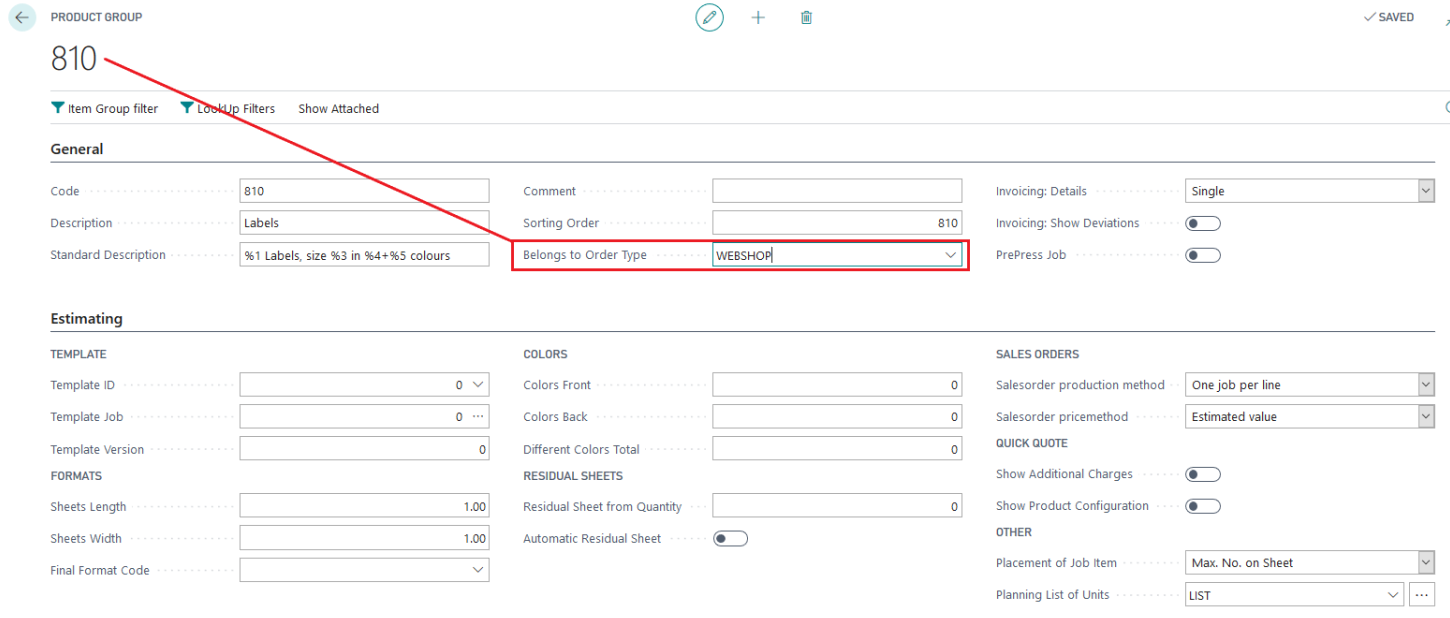 PRODUCT GROUP
SAVED
810
Item Group filter
LookUp Filters
Show Attached
General
Code
810
Description
Labels
Standard Description
%1 Labels, size %3 in %4+%5 colours
Comment
Sorting Order
810
Belongs to Order Type
WEBSHOP
Invoicing: Details
Single
Invoicing: Show Deviations
PrePress Job
Estimating
TEMPLATE
Template ID
0
Template Job
0
Template Version
0
FORMATS
Sheets Length
1.00
Sheets Width
1.00
Final Format Code
COLORS
Colors Front
0
Colors Back
0
Different Colors Total
0
RESIDUAL SHEETS
Residual Sheet from Quantity
0
Automatic Residual Sheet
SALES ORDERS
Salesorder production method
One job per line
Salesorder pricemethod
Estimated value
QUICK QUOTE
Show Additional Charges
Show Product Configuration
OTHER
Placement of Job Item
Max. No. on Sheet
Planning List of Units
LIST